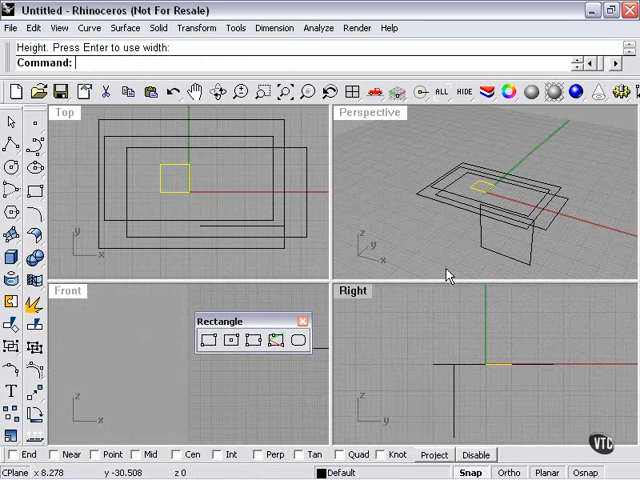 Untitled - Rhinoceros (Not For Resale)
File Edit View Curve Surface Solid Transform Tools Dimension Analyze Render Help
Height. Press Enter to use width:
Command:
ALL HIDE
Top
Perspective
y
x
z
y
x
Front
Right
Rectangle
z
x
z
y
T
VTC
End Near Point Mid Cen Int Perp Tan Quad Knot Project Disable
CPlane x 8.278 y -30.508 z 0 Default Snap Ortho Planar Osnap